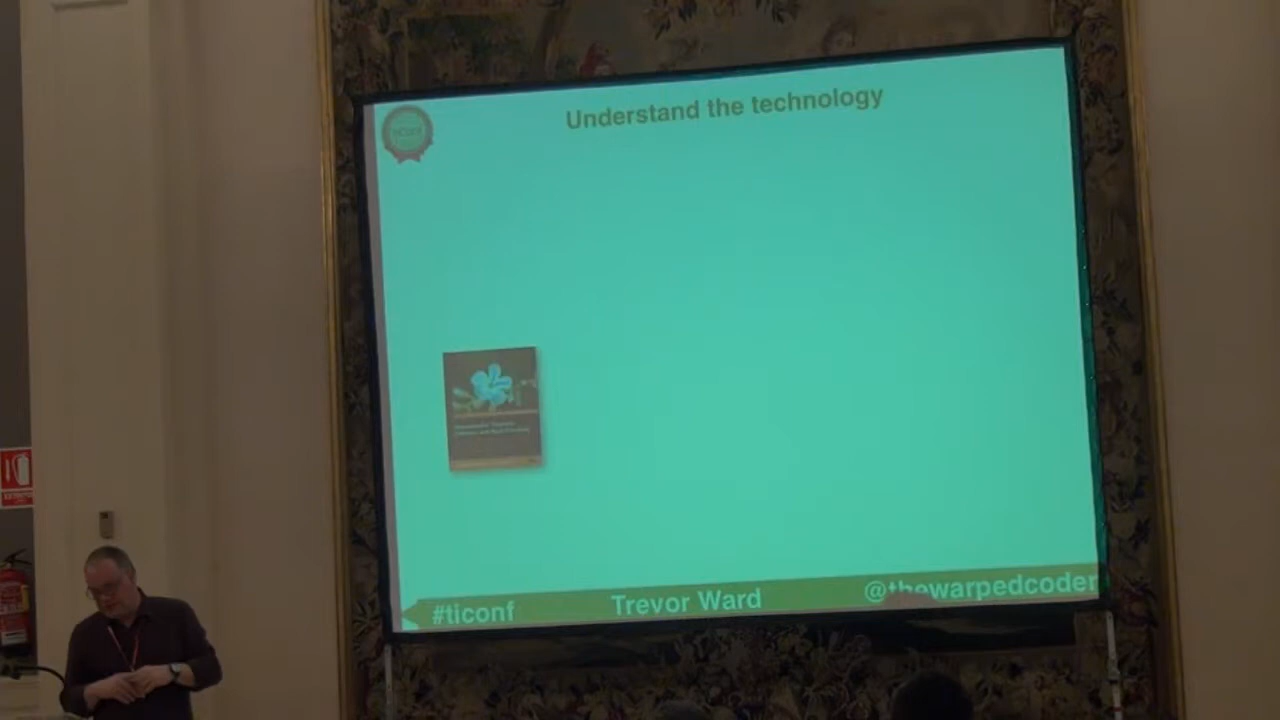 Understand the technology
#ticonf
Trevor Ward
@thewarpedcoder